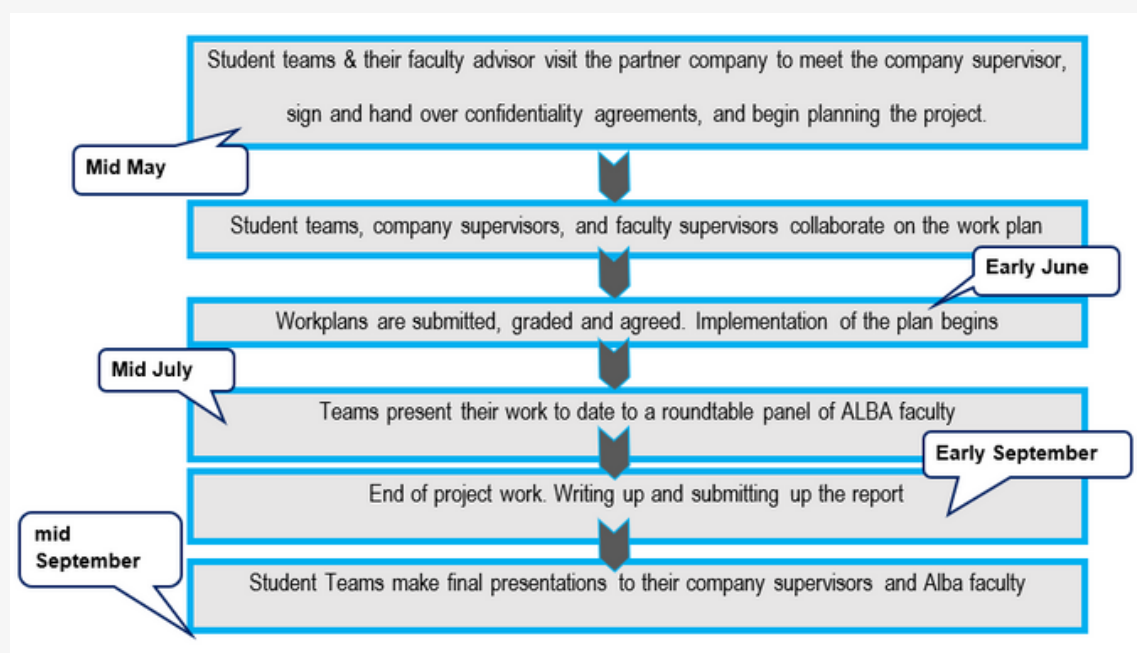 Student teams & their faculty advisor visit the partner company to meet the company supervisor,
sign and hand over confidentiality agreements, and begin planning the project.
Mid May
Student teams, company supervisors, and faculty supervisors collaborate on the work plan
Early June
Workplans are submitted, graded and agreed. Implementation of the plan begins
Mid July
Teams present their work to date to a roundtable panel of ALBA faculty
Early September
End of project work. Writing up and submitting up the report
mid
September
Student Teams make final presentations to their company supervisors and Alba faculty